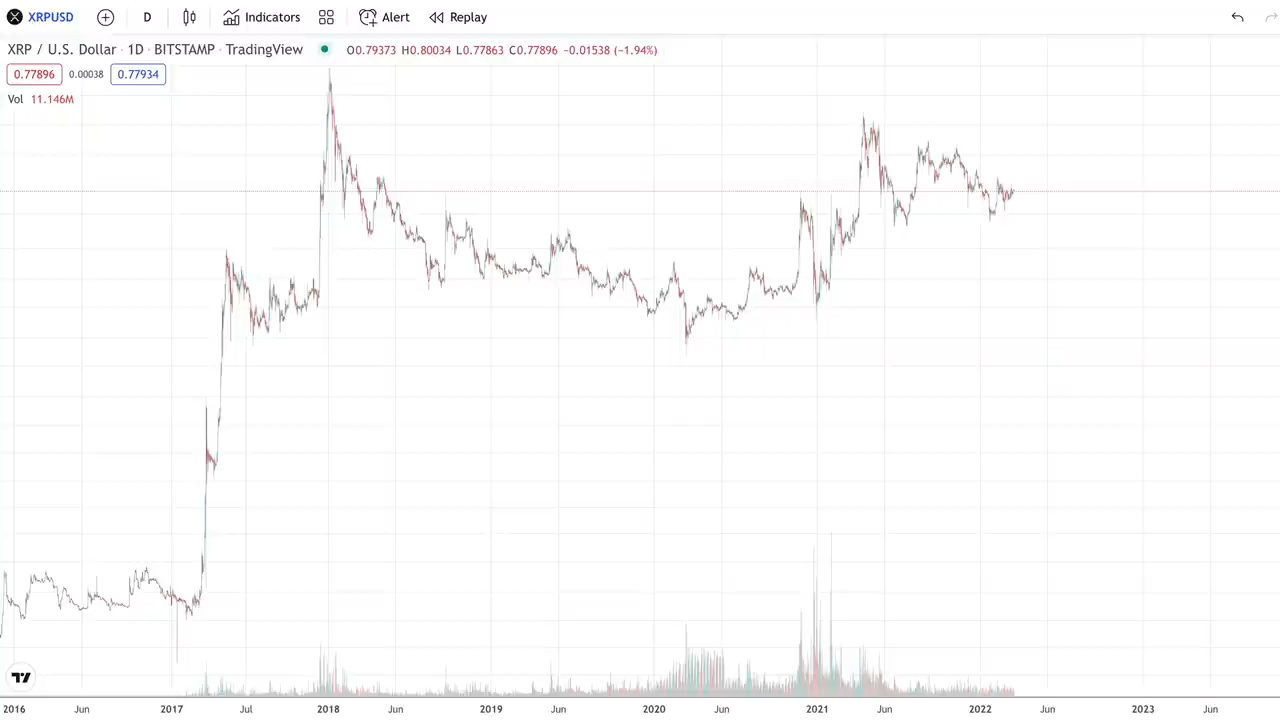 XRPUSD D Indicators Alert Replay
XRP / U.S. Dollar · 1D · BITSTAMP · TradingView O0.79373 H0.80034 L0.77863 C0.77896 −0.01538 (−1.94%)
0.77896 0.00038 0.77934
Vol 11.146M
2016 Jun 2017 Jul 2018 Jun 2019 Jun 2020 Jun 2021 Jun 2022 Jun 2023 Jun